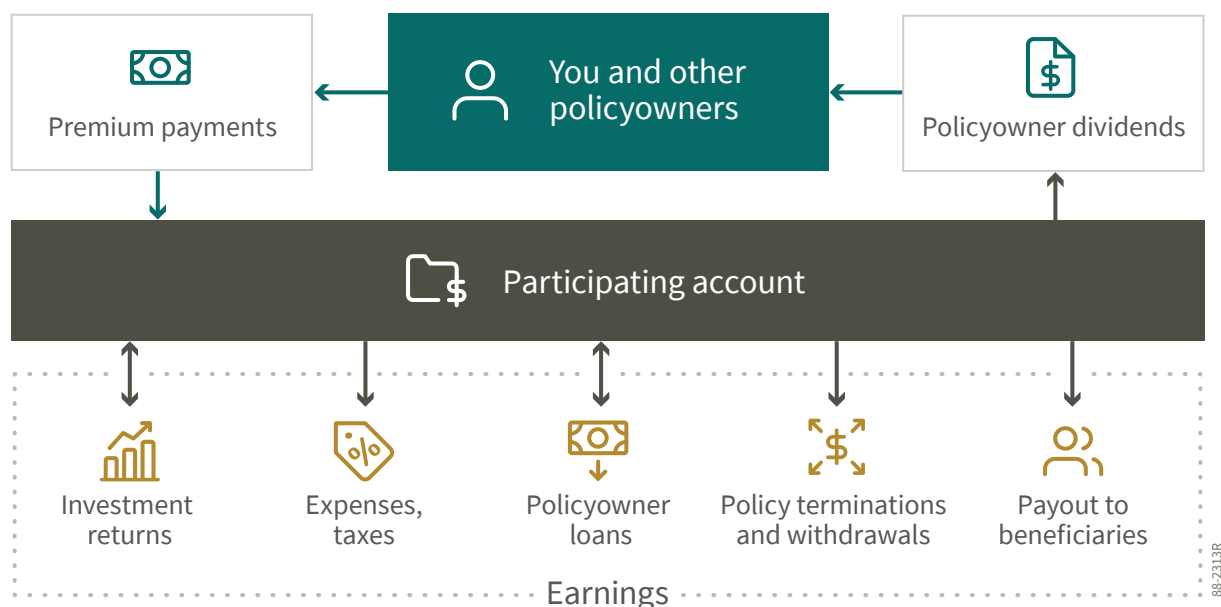 Premium payments
You and other
policyowners
Policyowner dividends
Participating account
Investment
returns
Expenses,
taxes
Policyowner
loans
Policy terminations
and withdrawals
Payout to
beneficiaries
Earnings
88-2313R